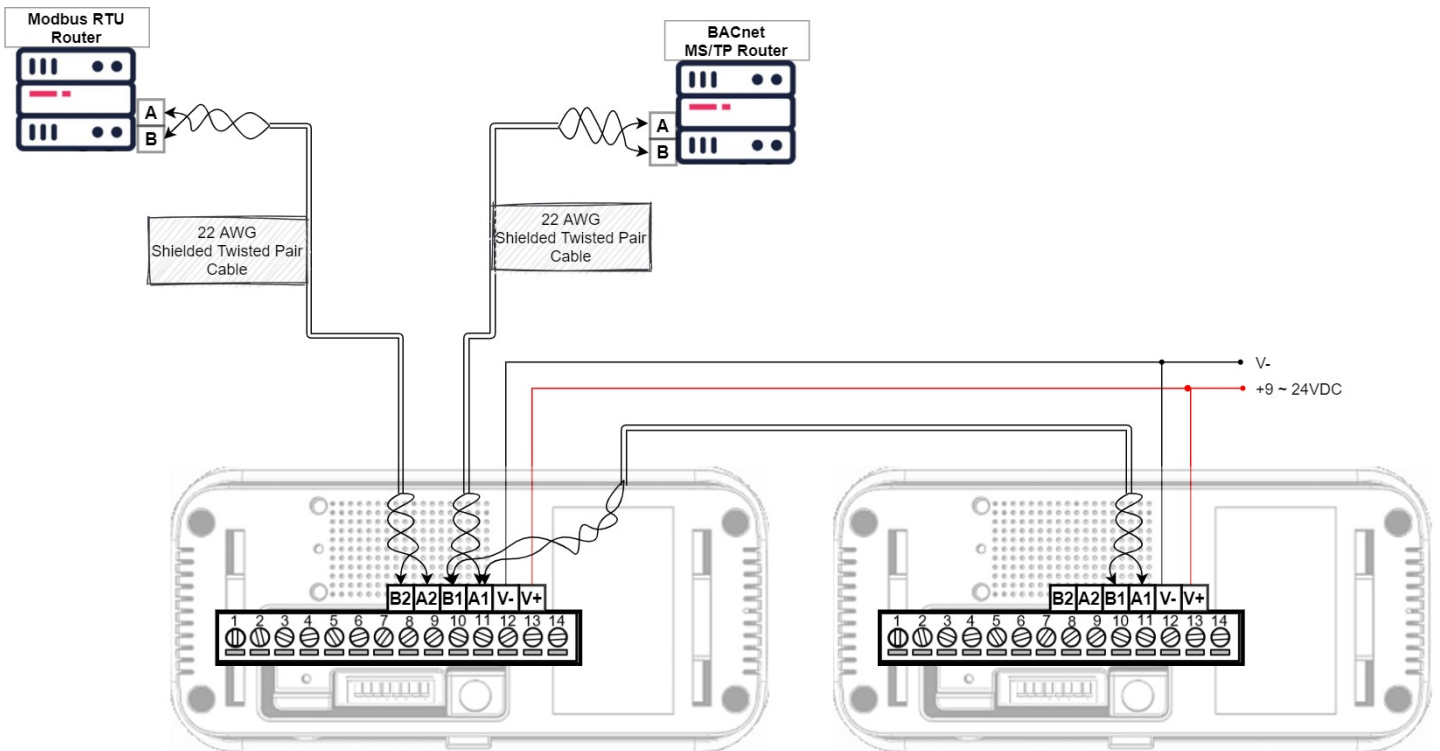 Modbus RTU
Router
BACnet
MS/TP Router
A
B
A
B
22 AWG
Shielded Twisted Pair
Cable
22 AWG
Shielded Twisted Pair
Cable
V-
+9 ~ 24VDC
B2 A2 B1 A1 V- V+
1 2 3 4 5 6 7 8 9 10 11 12 13 14
B2 A2 B1 A1 V- V+
1 2 3 4 5 6 7 8 9 10 11 12 13 14